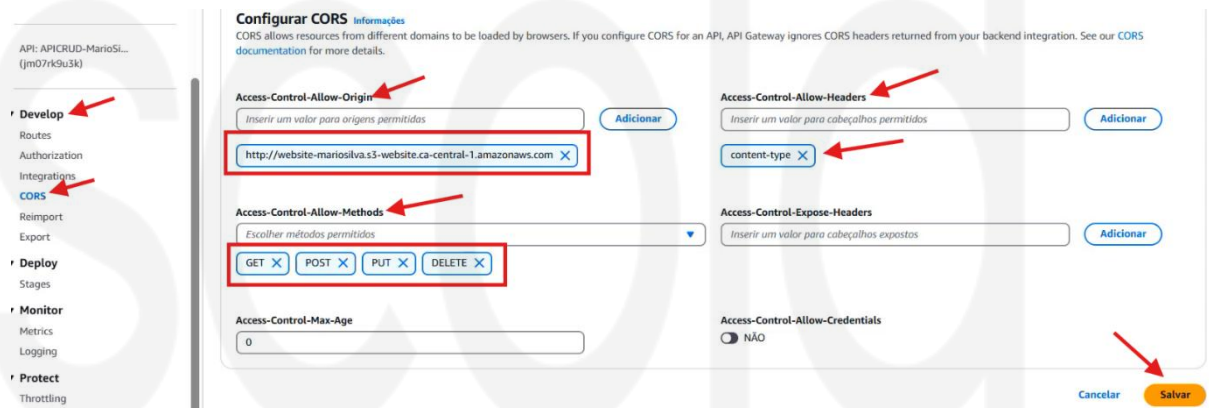 API: APICRUD-MarioSi...
(jm07rk9u3k)
Develop
Routes
Authorization
Integrations
CORS
Reimport
Export
Deploy
Stages
Monitor
Metrics
Logging
Protect
Throttling
Configurar CORS Informações
CORS allows resources from different domains to be loaded by browsers. If you configure CORS for an API, API Gateway ignores CORS headers returned from your backend integration. See our CORS
documentation for more details.
Access-Control-Allow-Origin
Inserir um valor para origens permitidas
Adicionar
http://website-mariosilva.s3-website.ca-central-1.amazonaws.com
Access-Control-Allow-Headers
Inserir um valor para cabeçalhos permitidos
Adicionar
content-type
Access-Control-Allow-Methods
Escolher métodos permitidos
GET POST PUT DELETE
Access-Control-Expose-Headers
Inserir um valor para cabeçalhos expostos
Adicionar
Access-Control-Max-Age
0
Access-Control-Allow-Credentials
NÃO
Cancelar
Salvar